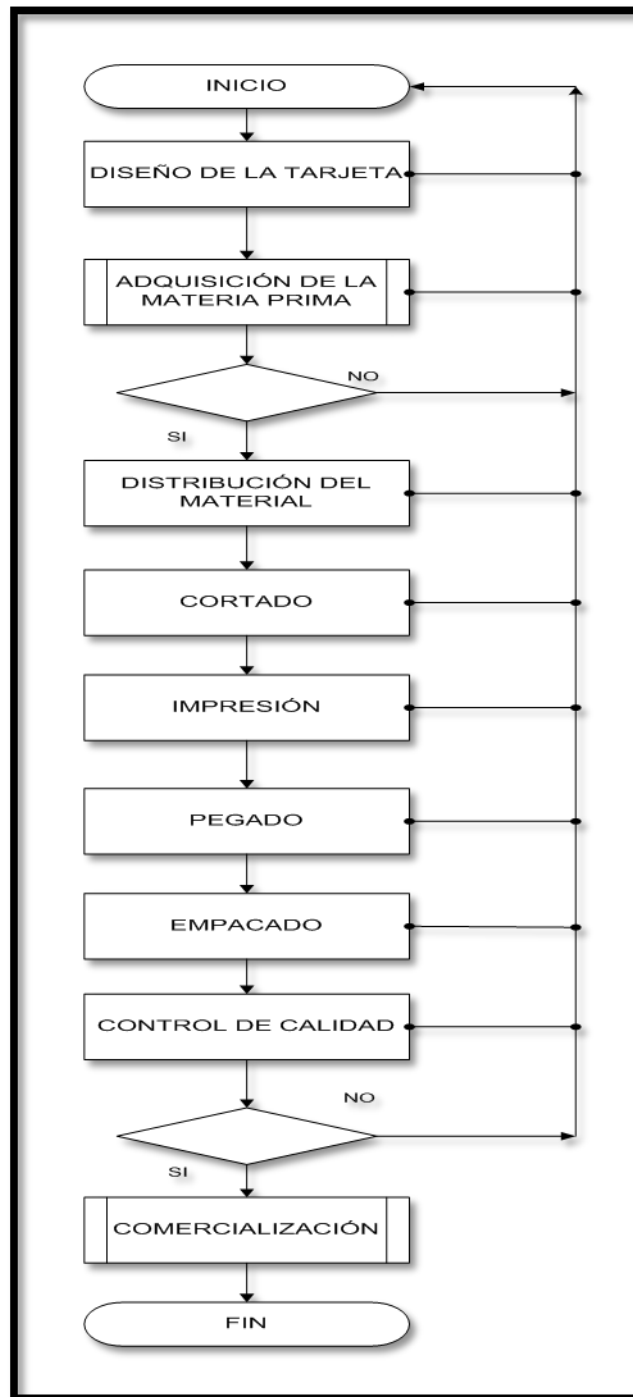 INICIO
DISEÑO DE LA TARJETA
ADQUISICIÓN DE LA
MATERIA PRIMA
NO
SI
DISTRIBUCIÓN DEL
MATERIAL
CORTADO
IMPRESIÓN
PEGADO
EMPACADO
CONTROL DE CALIDAD
NO
SI
COMERCIALIZACIÓN
FIN